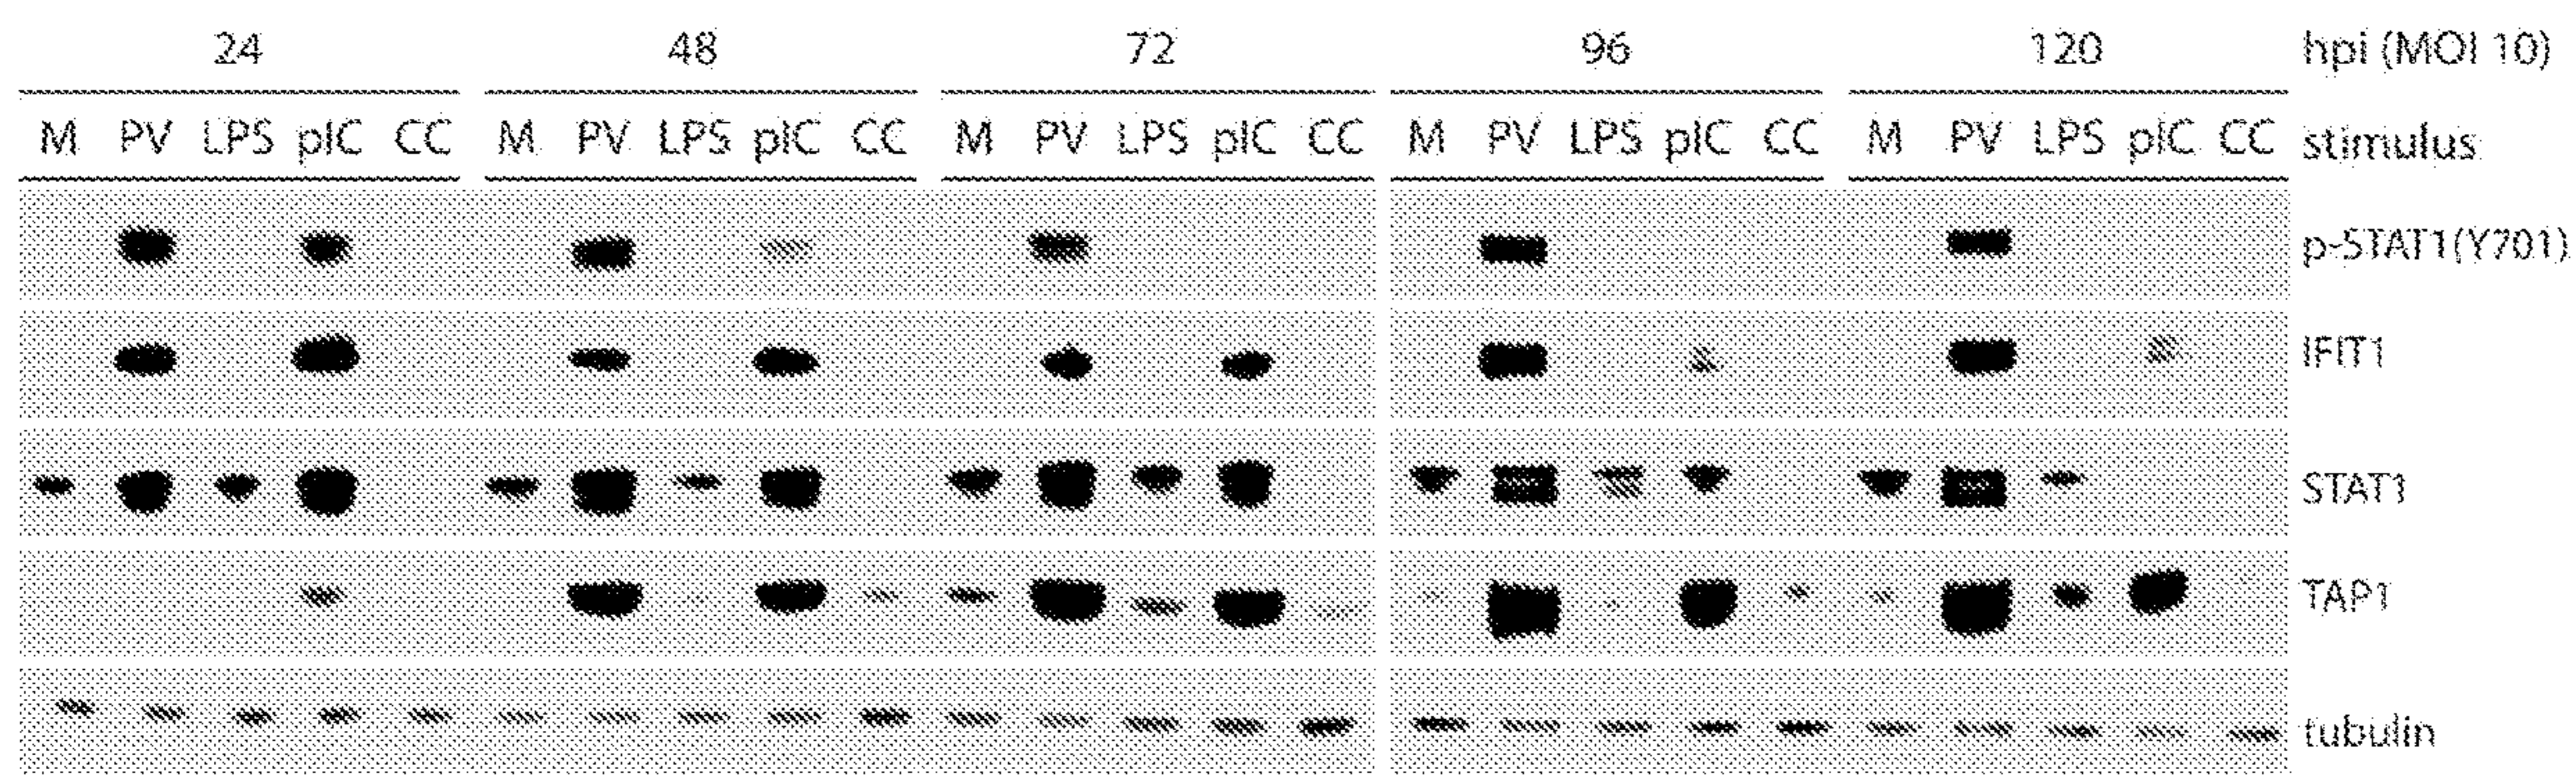 24 48 72 96 120 hpi (MOI 10)
M PV LPS pIC CC M PV LPS pIC CC M PV LPS pIC CC M PV LPS pIC CC M PV LPS pIC CC stimulus
p-STAT1(Y701)
IFIT1
STAT1
TAP1
tubulin